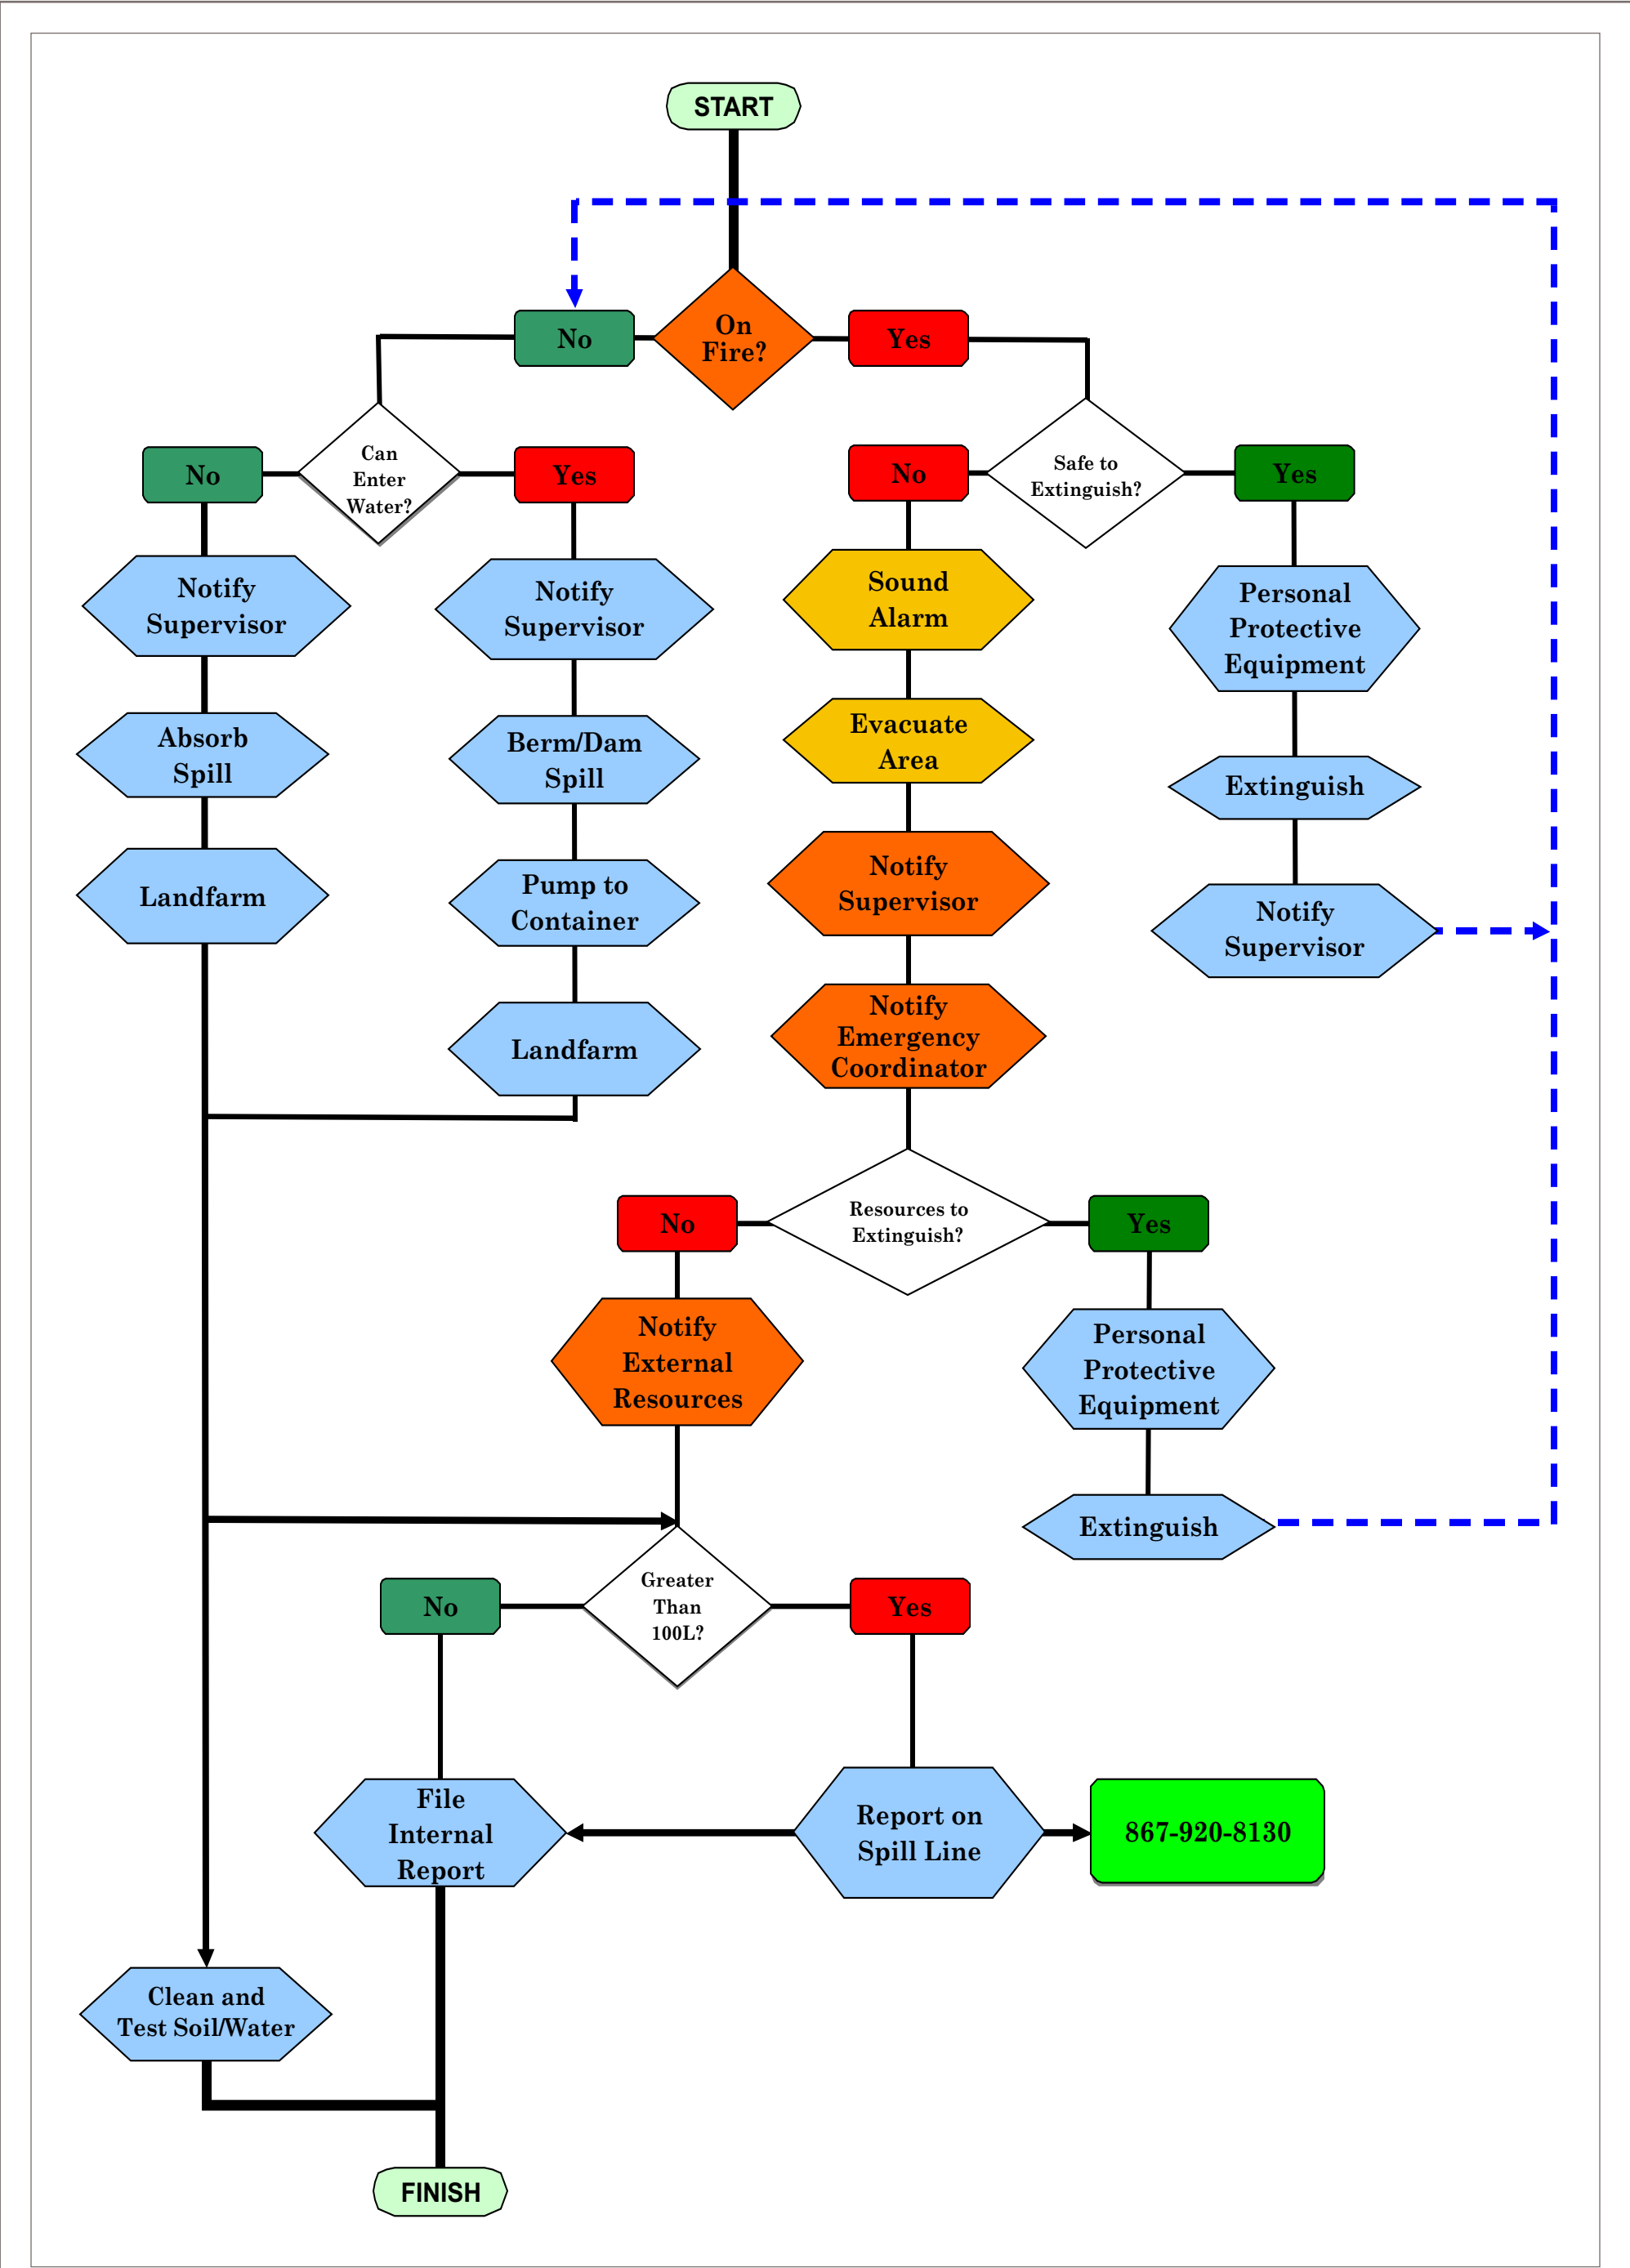 START
On
Fire?
No
Yes
Can
Enter
Water?
No
Yes
Safe to
Extinguish?
No
Yes
Notify
Supervisor
Notify
Supervisor
Sound
Alarm
Personal
Protective
Equipment
Absorb
Spill
Berm/Dam
Spill
Evacuate
Area
Extinguish
Landfarm
Pump to
Container
Notify
Supervisor
Notify
Supervisor
Landfarm
Notify
Emergency
Coordinator
Resources to
Extinguish?
No
Yes
Notify
External
Resources
Personal
Protective
Equipment
Extinguish
Greater
Than
100L?
No
Yes
File
Internal
Report
Report on
Spill Line
867-920-8130
Clean and
Test Soil/Water
FINISH